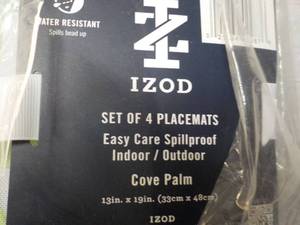 WATER RESISTANT
Spills bead up
IZ
IZOD
SET OF 4 PLACEMATS
Easy Care Spillproof
Indoor / Outdoor
Cove Palm
13in. x 19in. (33cm x 48cm)
IZOD